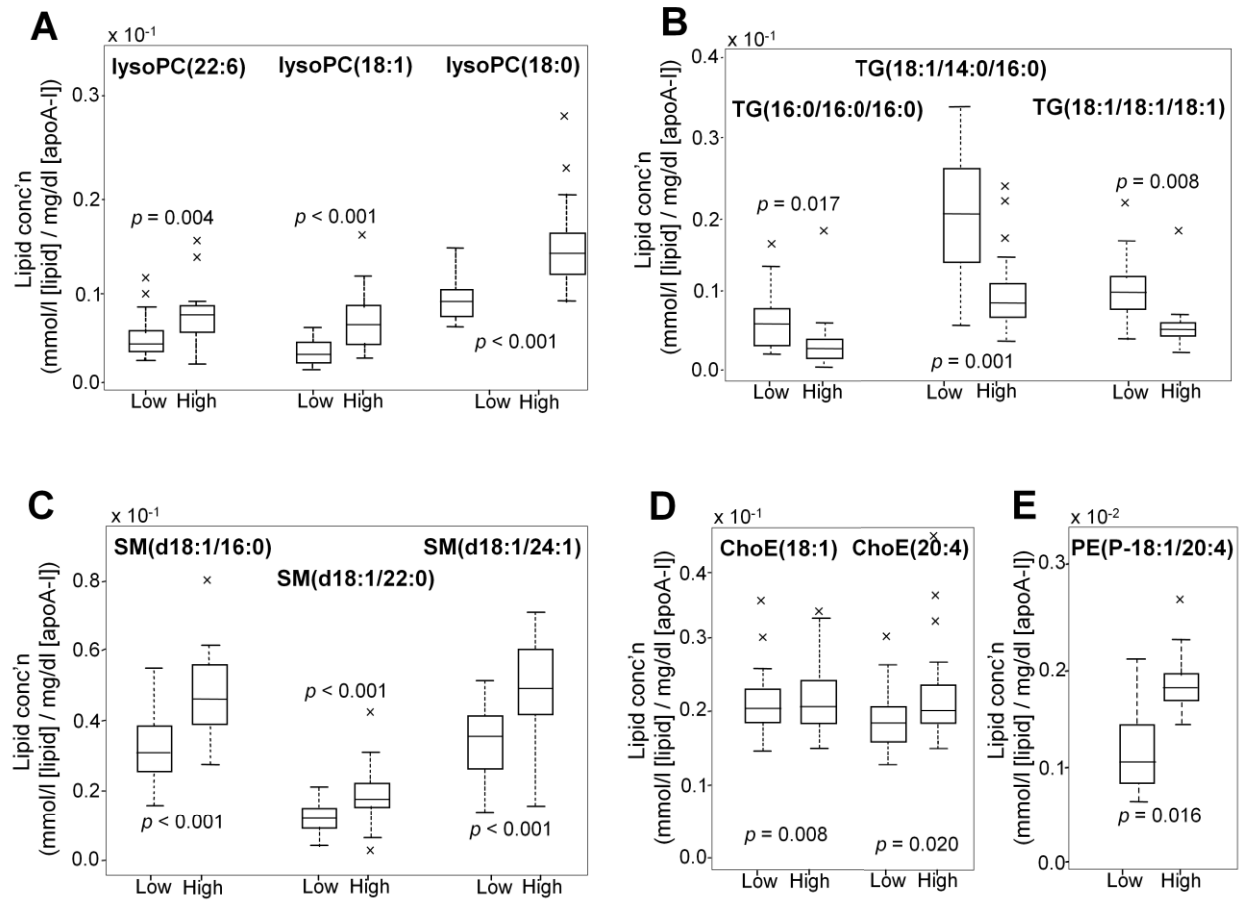 A
x 10-1
lysoPC(22:6) lysoPC(18:1) lysoPC(18:0)
Lipid conc'n
(mmol/l [lipid] / mg/dl [apoA-I])
0.3
0.2
0.1
0.0
p = 0.004
p < 0.001
p < 0.001
Low High Low High Low High
B
x 10-1
TG(18:1/14:0/16:0)
TG(16:0/16:0/16:0) TG(18:1/18:1/18:1)
Lipid conc'n
(mmol/l [lipid] / mg/dl [apoA-I])
0.4
0.3
0.2
0.1
0.0
p = 0.017
p = 0.001
p = 0.008
Low High Low High Low High
C
x 10-1
SM(d18:1/16:0) SM(d18:1/24:1)
SM(d18:1/22:0)
Lipid conc'n
(mmol/l [lipid] / mg/dl [apoA-I])
0.8
0.6
0.4
0.2
0.0
p < 0.001
p < 0.001
p < 0.001
Low High Low High Low High
D
x 10-1
ChoE(18:1) ChoE(20:4)
Lipid conc'n
(mmol/l [lipid] / mg/dl [apoA-I])
0.4
0.3
0.2
0.1
0.0
p = 0.008
p = 0.020
Low High Low High
E
x 10-2
PE(P-18:1/20:4)
Lipid conc'n
(mmol/l [lipid] / mg/dl [apoA-I])
0.3
0.2
0.1
0.0
p = 0.016
Low High